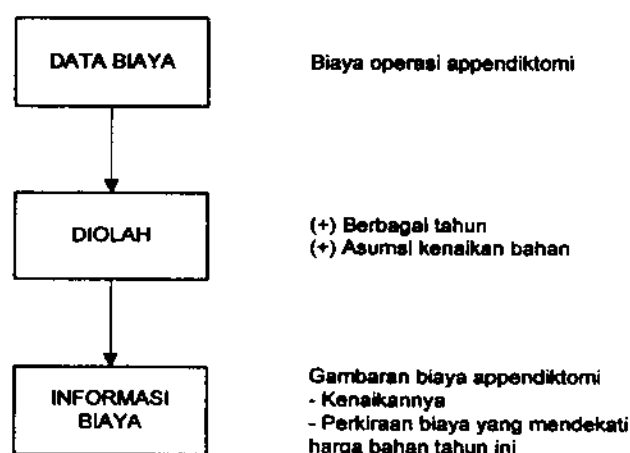 DATA BIAYA
Biaya operasi appendiktomi
DIOLAH
(+) Berbagai tahun
(+) Asumsi kenaikan bahan
INFORMASI
BIAYA
Gambaran biaya appendiktomi
- Kenaikannya
- Perkiraan biaya yang mendekati
harga bahan tahun ini